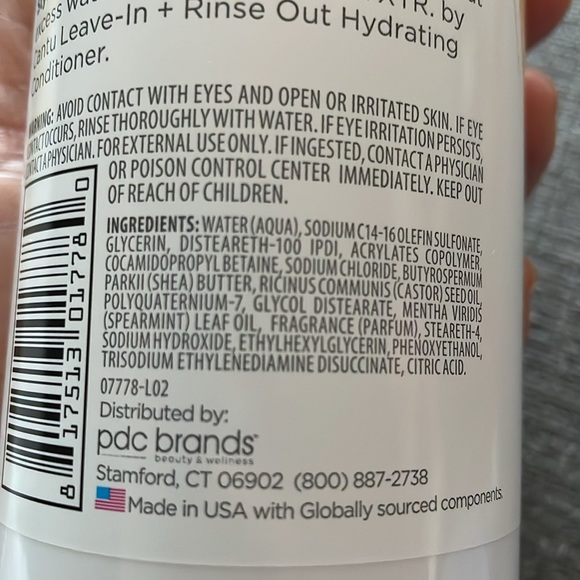 XTR. by
Cantu Leave-In + Rinse Out Hydrating
Conditioner.
WARNING: AVOID CONTACT WITH EYES AND OPEN OR IRRITATED SKIN. IF EYE
CONTACT OCCURS, RINSE THOROUGHLY WITH WATER. IF EYE IRRITATION PERSISTS,
CONTACT A PHYSICIAN. FOR EXTERNAL USE ONLY. IF INGESTED, CONTACT A PHYSICIAN
OR POISON CONTROL CENTER IMMEDIATELY. KEEP OUT
OF REACH OF CHILDREN.
INGREDIENTS: WATER (AQUA), SODIUM C14-16 OLEFIN SULFONATE,
GLYCERIN, DISTEARETH-100 IPDI, ACRYLATES COPOLYMER,
COCAMIDOPROPYL BETAINE, SODIUM CHLORIDE, BUTYROSPERMUM
PARKII (SHEA) BUTTER, RICINUS COMMUNIS (CASTOR) SEED OIL,
POLYQUATERNIUM-7, GLYCOL DISTEARATE, MENTHA VIRIDIS
(SPEARMINT) LEAF OIL, FRAGRANCE (PARFUM), STEARETH-4,
SODIUM HYDROXIDE, ETHYLHEXYLGLYCERIN, PHENOXYETHANOL,
TRISODIUM ETHYLENEDIAMINE DISUCCINATE, CITRIC ACID.
07778-L02
Distributed by:
pdc brands
beauty & wellness
Stamford, CT 06902 (800) 887-2738
Made in USA with Globally sourced components.
8 17513 01778 0